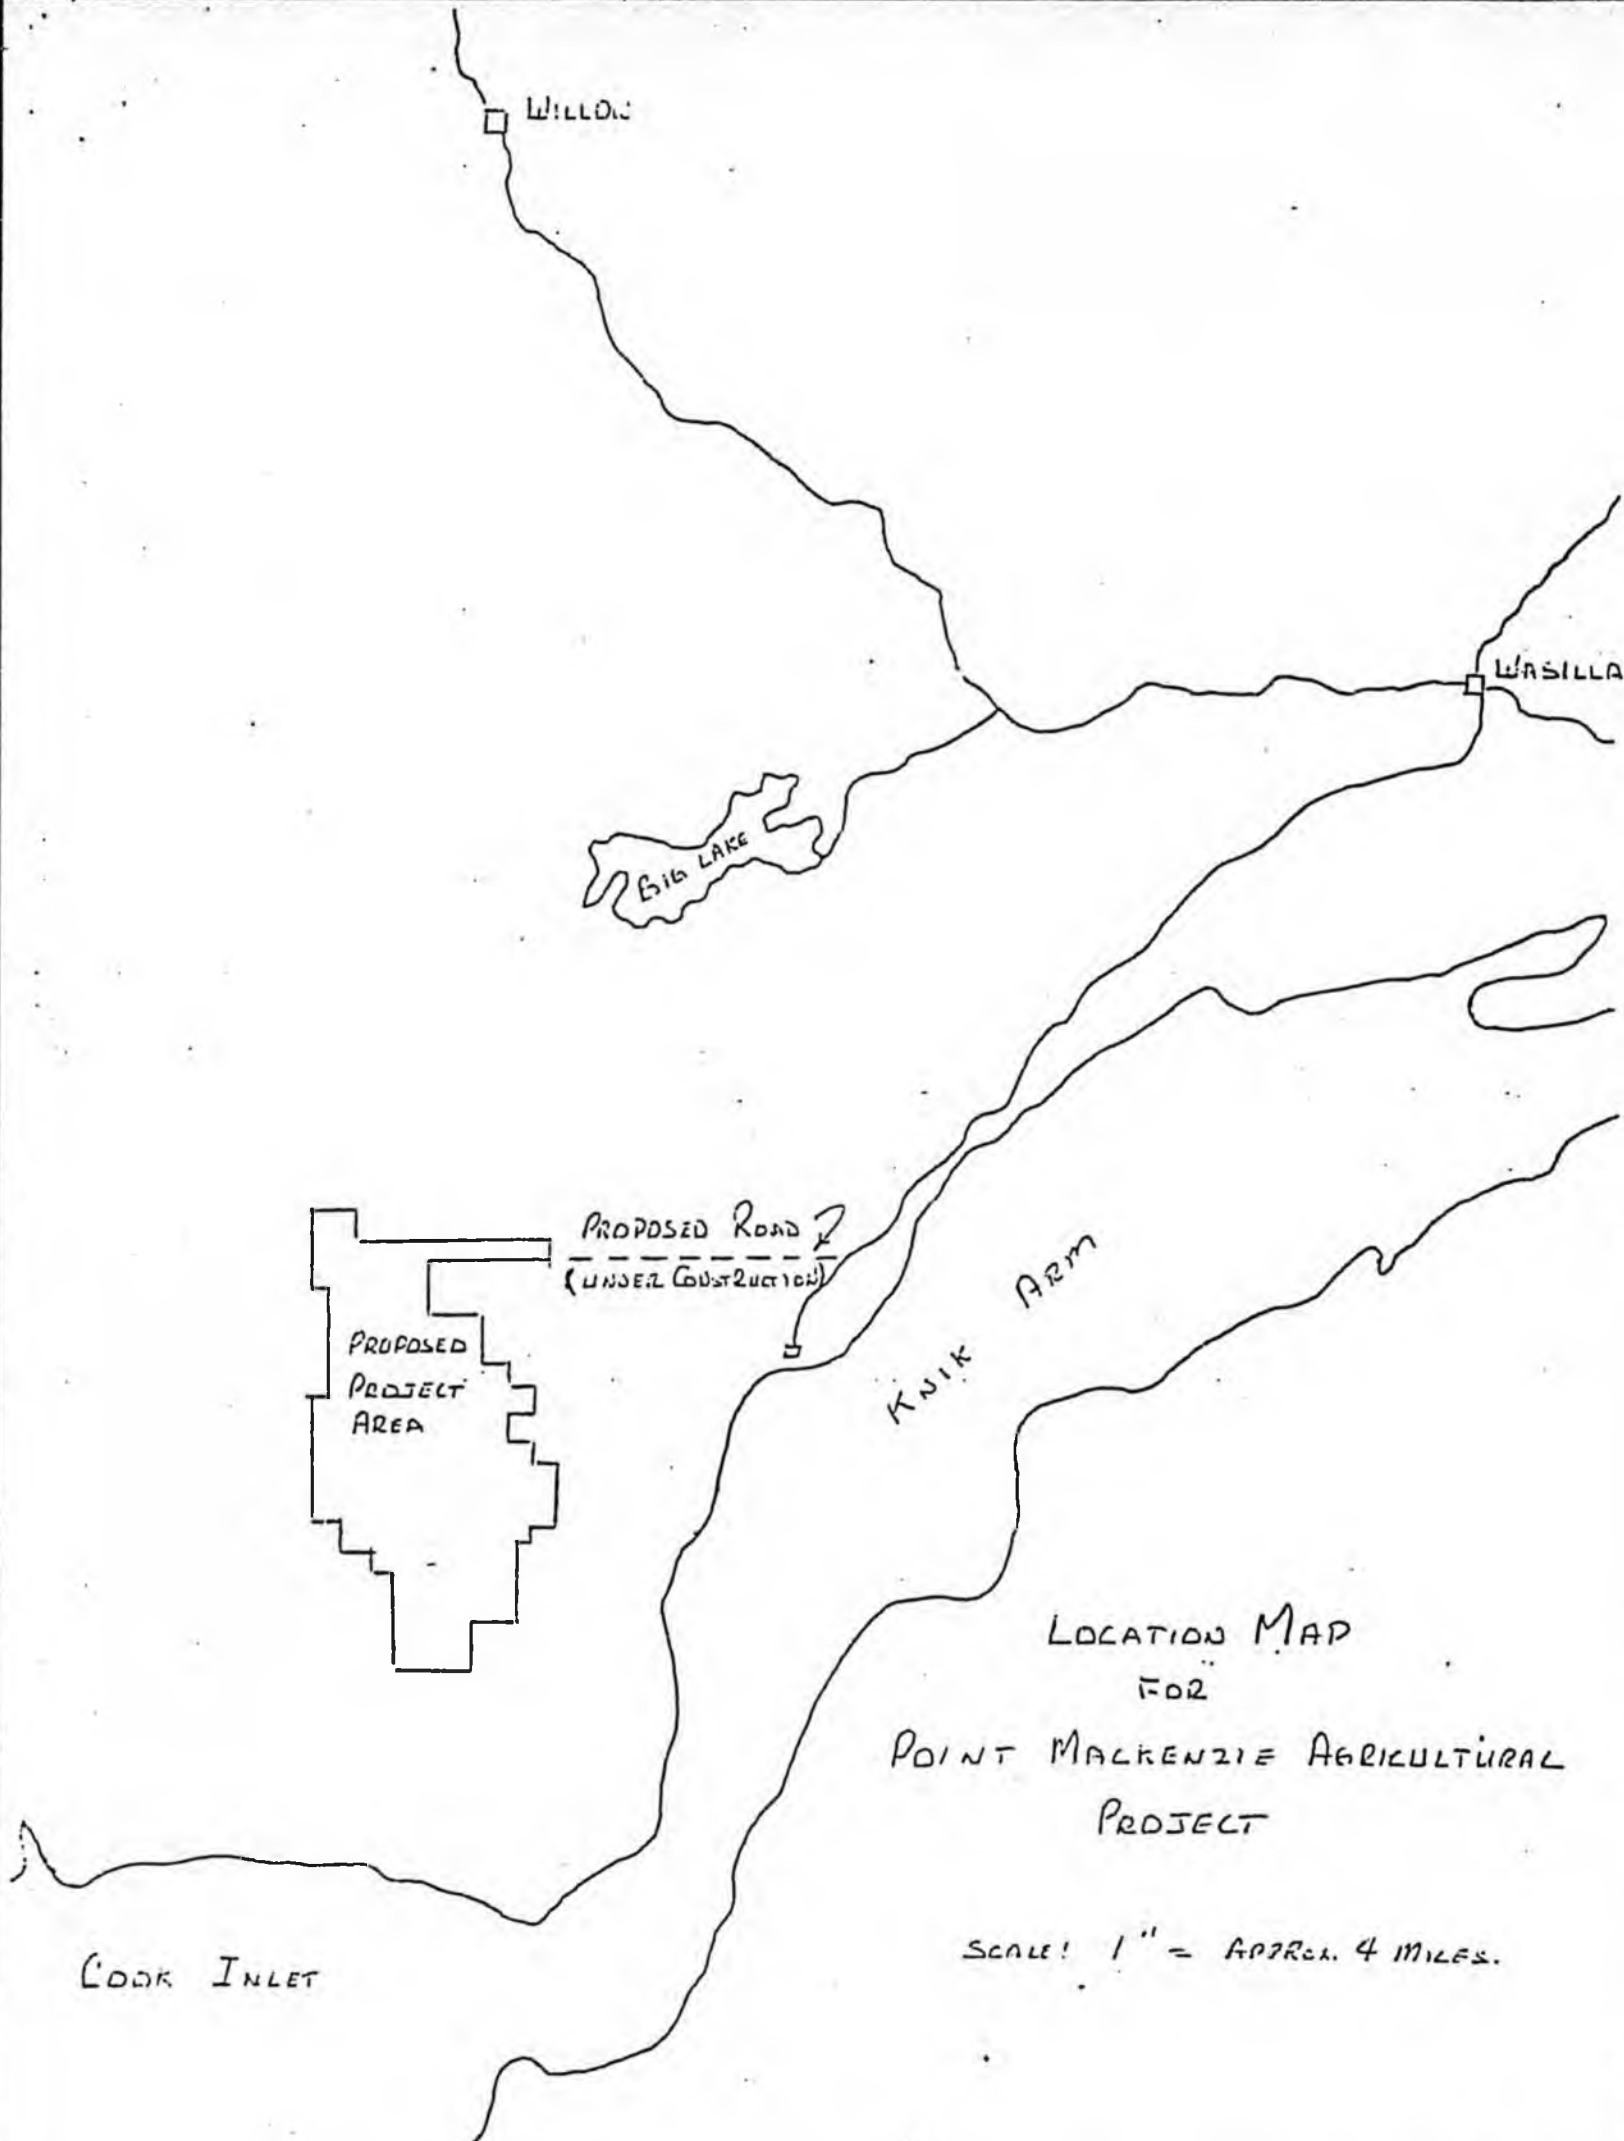 WILLOW
WASILLA
BIG LAKE
PROPOSED ROAD
(UNDER CONSTRUCTION)
PROPOSED
PROJECT
AREA
KNIK ARM
LOCATION MAP
FOR
POINT MACKENZIE AGRICULTURAL
PROJECT
SCALE: 1" = APPROX. 4 MILES.
COOK INLET